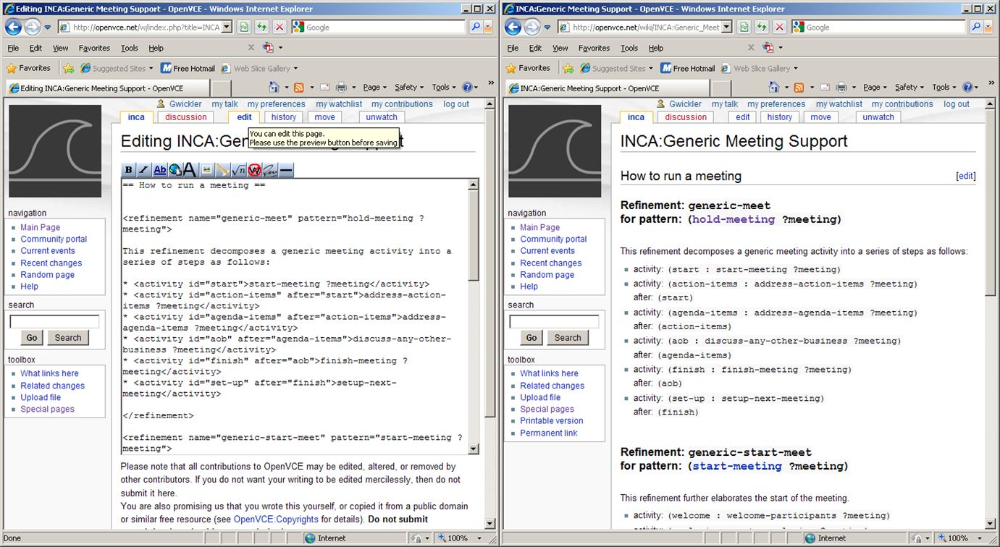 Editing INCA:Generic Meeting Support - OpenVCE - Windows Internet Explorer
http://openvce.net/w/index.php?title=INCA
Google
File Edit View Favorites Tools Help
Favorites Suggested Sites Free Hotmail Web Slice Gallery
Editing INCA:Generic Meeting Support - OpenVCE
Page Safety Tools
Gwickler my talk my preferences my watchlist my contributions log out
inca discussion edit history move unwatch
You can edit this page.
Please use the preview button before saving
Editing INCA:Gen
upport
B I Ab A √n W
navigation
Main Page
Community portal
Current events
Recent changes
Random page
Help
search
Go Search
toolbox
What links here
Related changes
Upload file
Special pages
== How to run a meeting ==
<refinement name="generic-meet" pattern="hold-meeting ?
meeting">
This refinement decomposes a generic meeting activity into a
series of steps as follows:
* <activity id="start">start-meeting ?meeting</activity>
* <activity id="action-items" after="start">address-action-
items ?meeting</activity>
* <activity id="agenda-items" after="action-items">address-
agenda-items ?meeting</activity>
* <activity id="aob" after="agenda-items">discuss-any-other-
business ?meeting</activity>
* <activity id="finish" after="aob">finish-meeting ?
meeting</activity>
* <activity id="set-up" after="finish">setup-next-
meeting</activity>
</refinement>
<refinement name="generic-start-meet" pattern="start-meeting ?
meeting">
Please note that all contributions to OpenVCE may be edited, altered, or removed by
other contributors. If you do not want your writing to be edited mercilessly, then do not
submit it here.
You are also promising us that you wrote this yourself, or copied it from a public domain
or similar free resource (see OpenVCE:Copyrights for details). Do not submit
Done Internet 100%
INCA:Generic Meeting Support - OpenVCE - Windows Internet Explorer
http://openvce.net/wiki/INCA:Generic_Meet
Google
File Edit View Favorites Tools Help
Favorites Suggested Sites Free Hotmail Web Slice Gallery
INCA:Generic Meeting Support - OpenVCE
Page Safety Tools
Gwickler my talk my preferences my watchlist my contributions log out
inca discussion edit history move unwatch
INCA:Generic Meeting Support
navigation
Main Page
Community portal
Current events
Recent changes
Random page
Help
search
Go Search
toolbox
What links here
Related changes
Upload file
Special pages
Printable version
Permanent link
How to run a meeting [edit]
Refinement: generic-meet
for pattern: (hold-meeting ?meeting)
This refinement decomposes a generic meeting activity into a series of steps as follows:
activity: (start : start-meeting ?meeting)
activity: (action-items : address-action-items ?meeting)
after: (start)
activity: (agenda-items : address-agenda-items ?meeting)
after: (action-items)
activity: (aob : discuss-any-other-business ?meeting)
after: (agenda-items)
activity: (finish : finish-meeting ?meeting)
after: (aob)
activity: (set-up : setup-next-meeting)
after: (finish)
Refinement: generic-start-meet
for pattern: (start-meeting ?meeting)
This refinement further elaborates the start of the meeting.
activity: (welcome : welcome-participants ?meeting)
Internet 100%